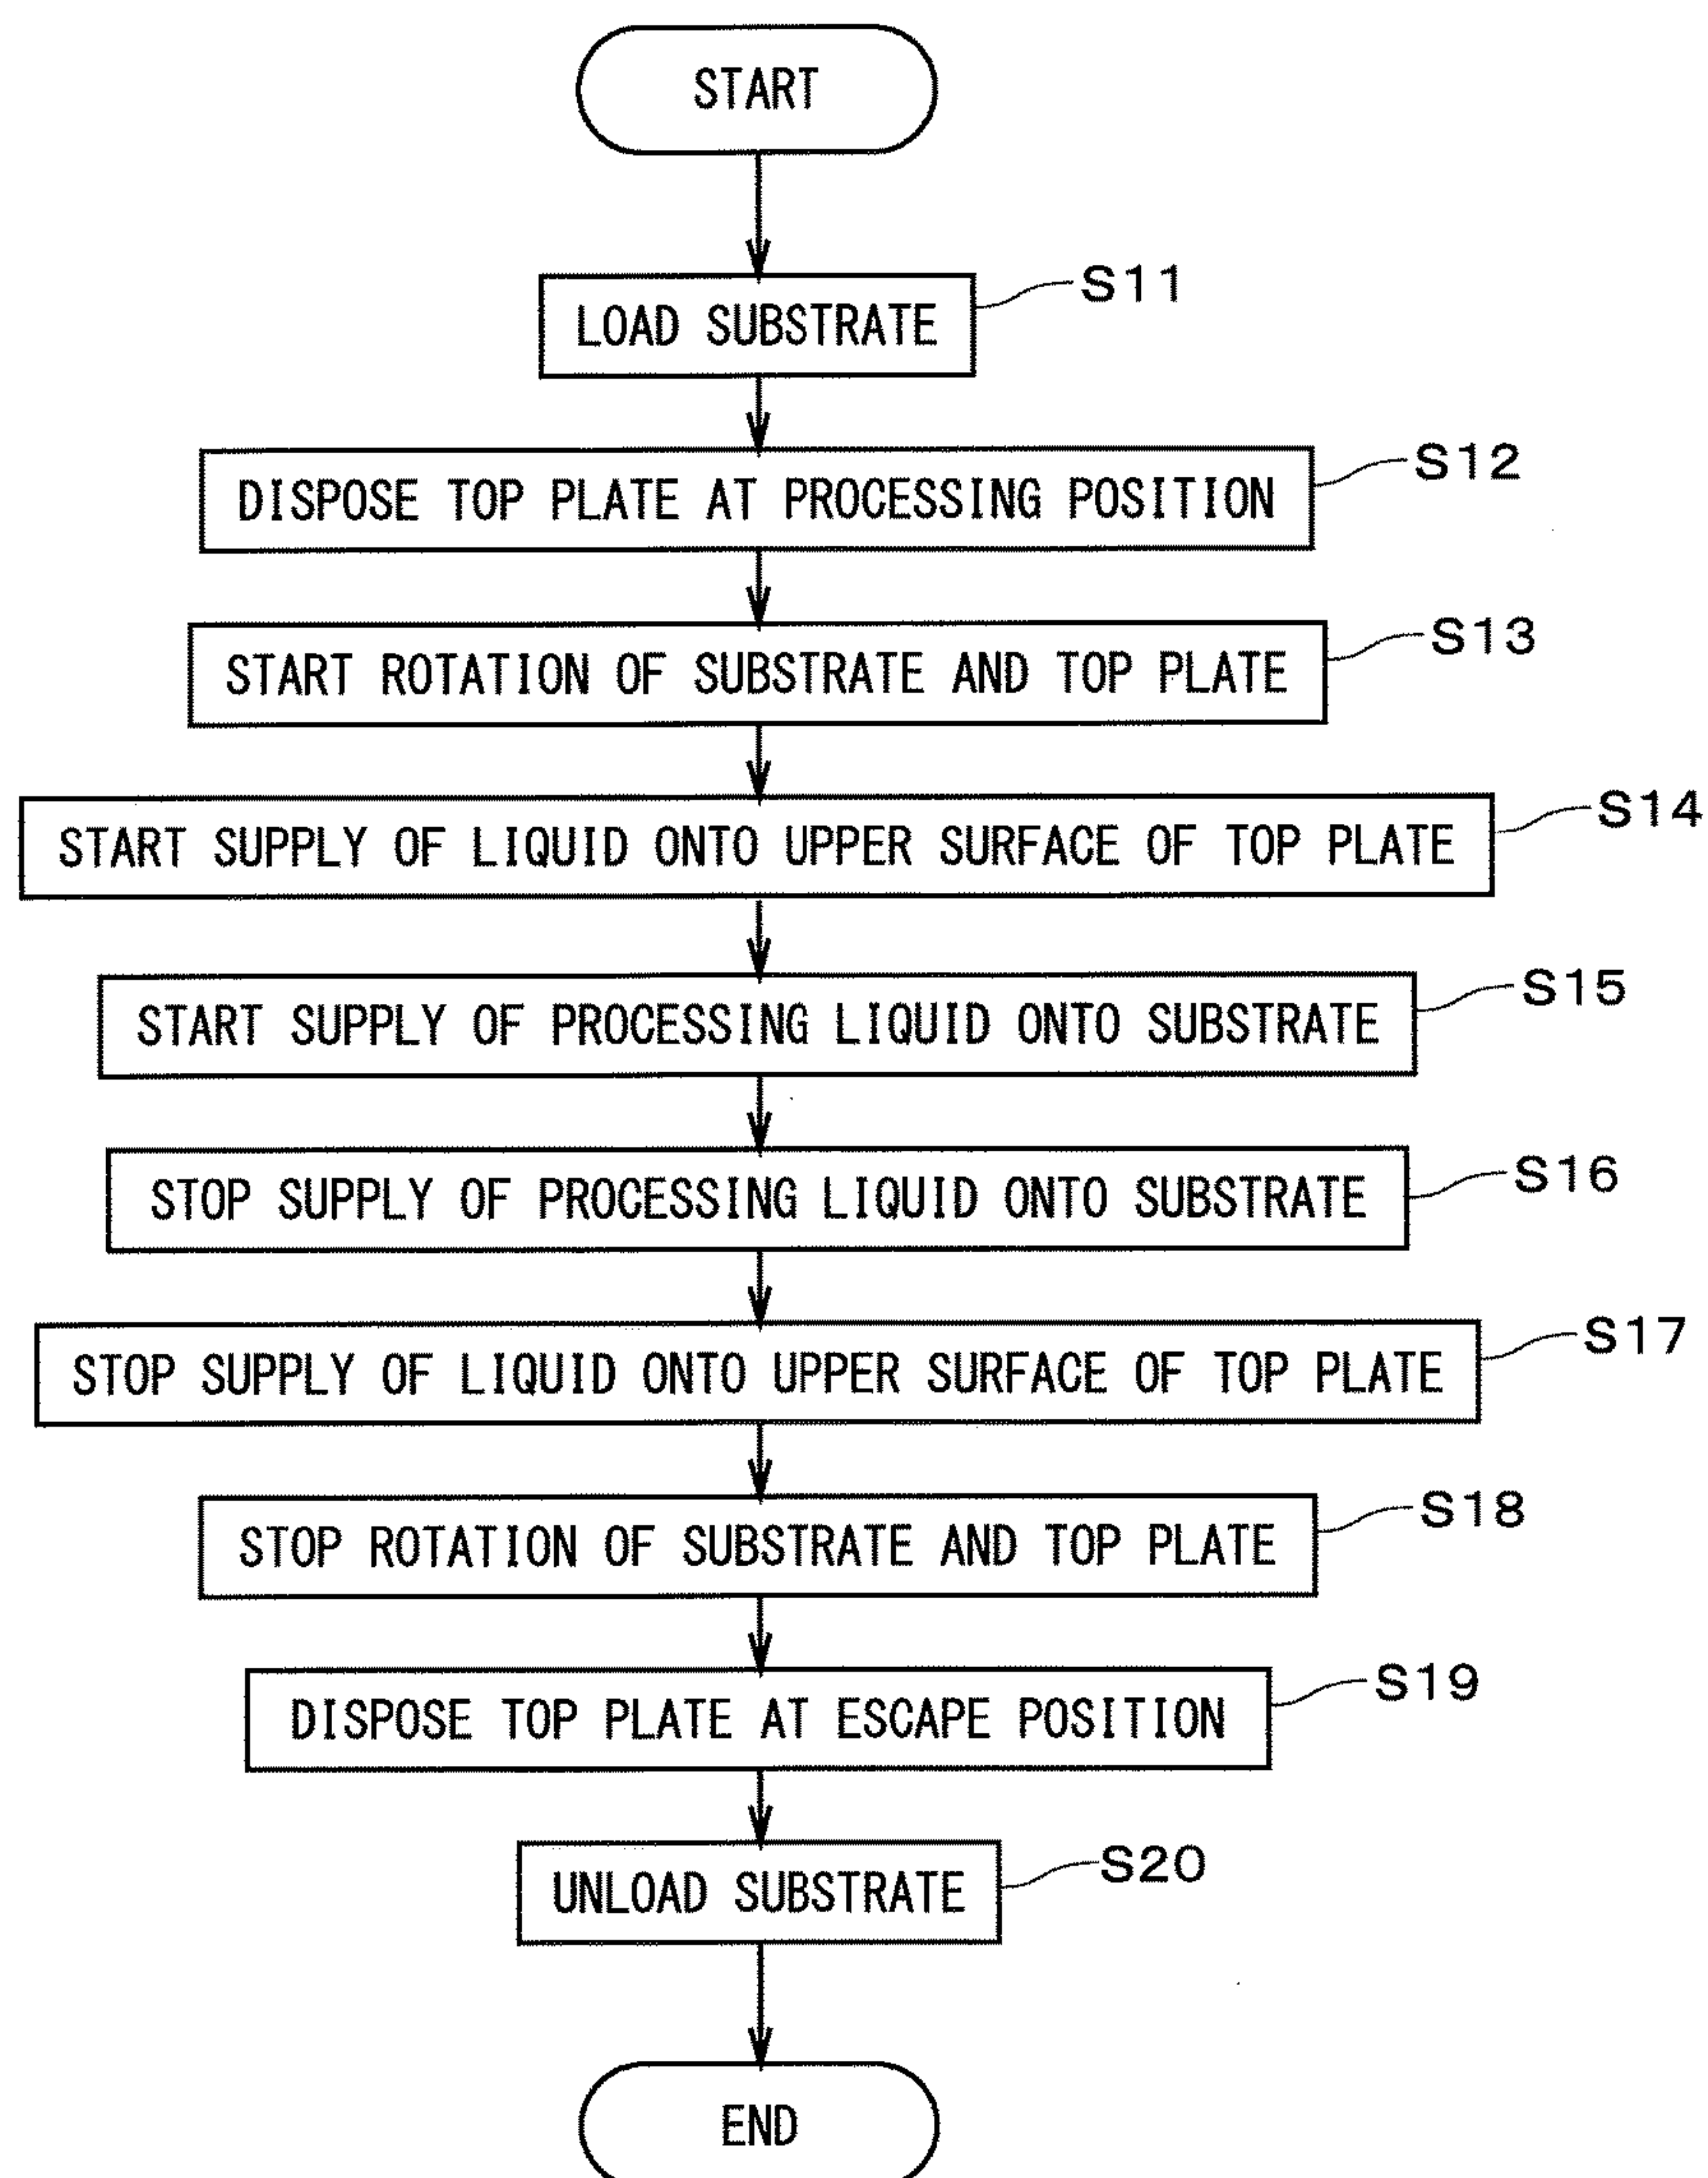 START
LOAD SUBSTRATE
S11
DISPOSE TOP PLATE AT PROCESSING POSITION
S12
START ROTATION OF SUBSTRATE AND TOP PLATE
S13
START SUPPLY OF LIQUID ONTO UPPER SURFACE OF TOP PLATE
S14
START SUPPLY OF PROCESSING LIQUID ONTO SUBSTRATE
S15
STOP SUPPLY OF PROCESSING LIQUID ONTO SUBSTRATE
S16
STOP SUPPLY OF LIQUID ONTO UPPER SURFACE OF TOP PLATE
S17
STOP ROTATION OF SUBSTRATE AND TOP PLATE
S18
DISPOSE TOP PLATE AT ESCAPE POSITION
S19
UNLOAD SUBSTRATE
S20
END